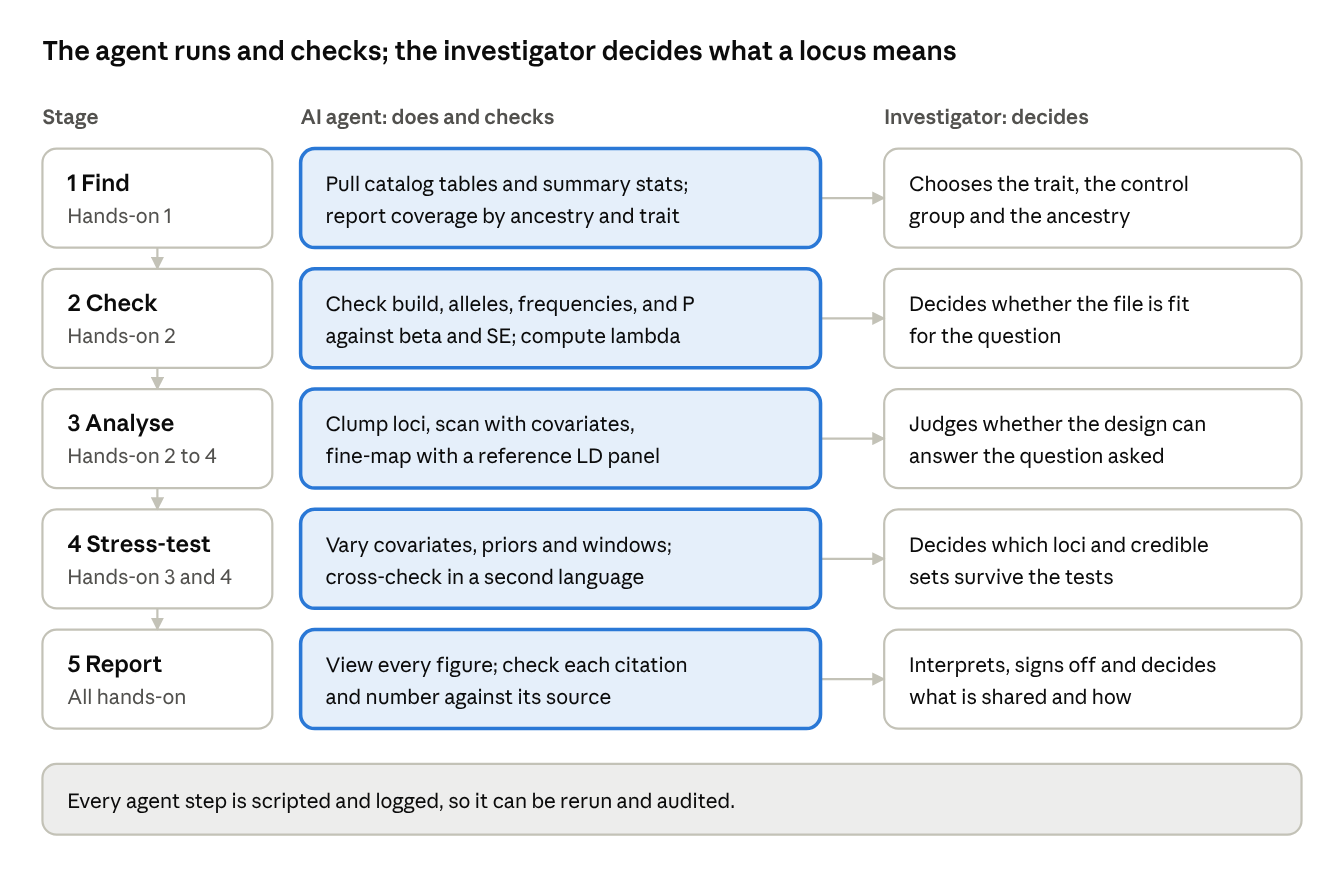 The agent runs and checks; the investigator decides what a locus means
Stage
AI agent: does and checks
Investigator: decides
1 Find
Hands-on 1
Pull catalog tables and summary stats;
report coverage by ancestry and trait
Chooses the trait, the control
group and the ancestry
2 Check
Hands-on 2
Check build, alleles, frequencies, and P
against beta and SE; compute lambda
Decides whether the file is fit
for the question
3 Analyse
Hands-on 2 to 4
Clump loci, scan with covariates,
fine-map with a reference LD panel
Judges whether the design can
answer the question asked
4 Stress-test
Hands-on 3 and 4
Vary covariates, priors and windows;
cross-check in a second language
Decides which loci and credible
sets survive the tests
5 Report
All hands-on
View every figure; check each citation
and number against its source
Interprets, signs off and decides
what is shared and how
Every agent step is scripted and logged, so it can be rerun and audited.